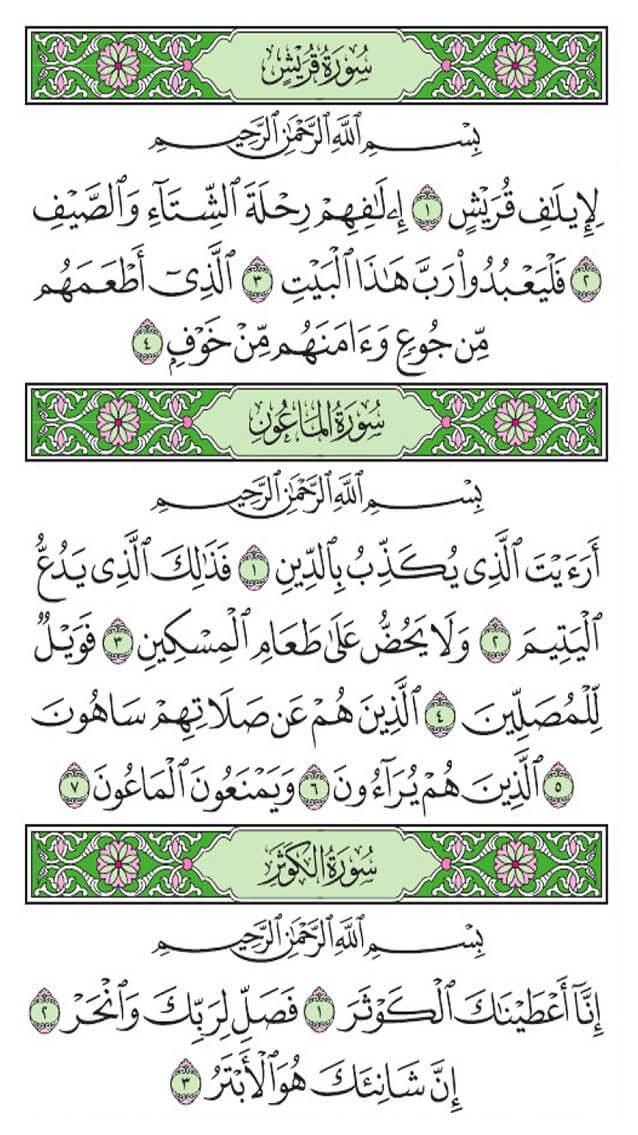 سُورَةُ قُرَيْشٍ
بِسْمِ ٱللَّهِ ٱلرَّحْمَٰنِ ٱلرَّحِيمِ
لِإِيلَٰفِ قُرَيْشٍ ١ إِۦلَٰفِهِمْ رِحْلَةَ ٱلشِّتَآءِ وَٱلصَّيْفِ
٢ فَلْيَعْبُدُوا۟ رَبَّ هَٰذَا ٱلْبَيْتِ ٣ ٱلَّذِىٓ أَطْعَمَهُم
مِّن جُوعٍ وَءَامَنَهُم مِّنْ خَوْفٍۭ ٤
سُورَةُ المَاعُونِ
بِسْمِ ٱللَّهِ ٱلرَّحْمَٰنِ ٱلرَّحِيمِ
أَرَءَيْتَ ٱلَّذِى يُكَذِّبُ بِٱلدِّينِ ١ فَذَٰلِكَ ٱلَّذِى يَدُعُّ
ٱلْيَتِيمَ ٢ وَلَا يَحُضُّ عَلَىٰ طَعَامِ ٱلْمِسْكِينِ ٣ فَوَيْلٌ
لِّلْمُصَلِّينَ ٤ ٱلَّذِينَ هُمْ عَن صَلَاتِهِمْ سَاهُونَ
٥ ٱلَّذِينَ هُمْ يُرَآءُونَ ٦ وَيَمْنَعُونَ ٱلْمَاعُونَ ٧
سُورَةُ الكَوْثَرِ
بِسْمِ ٱللَّهِ ٱلرَّحْمَٰنِ ٱلرَّحِيمِ
إِنَّآ أَعْطَيْنَٰكَ ٱلْكَوْثَرَ ١ فَصَلِّ لِرَبِّكَ وَٱنْحَرْ ٢
إِنَّ شَانِئَكَ هُوَ ٱلْأَبْتَرُ ٣